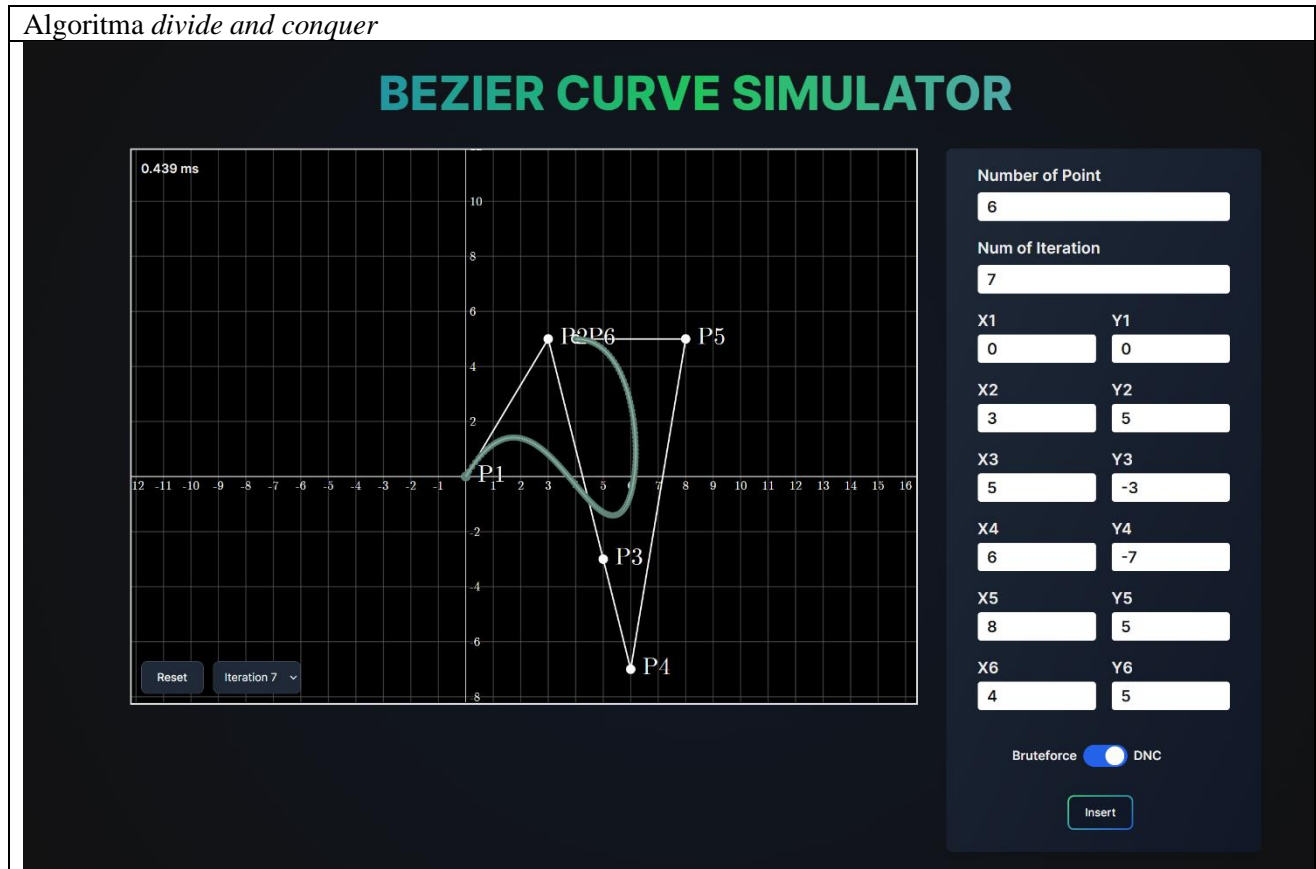 Algoritma divide and conquer
BEZIER CURVE SIMULATOR
0.439 ms
10
8
6
4
2
-2
-4
-6
-8
12 -11 -10 -9 -8 -7 -6 -5 -4 -3 -2 -1 1 2 3 5 6 7 8 9 10 11 12 13 14 15 16
P1
P2P6
P5
P3
P4
Reset
Iteration 7
Number of Point
6
Num of Iteration
7
X1 Y1
0 0
X2 Y2
3 5
X3 Y3
5 -3
X4 Y4
6 -7
X5 Y5
8 5
X6 Y6
4 5
Bruteforce DNC
Insert